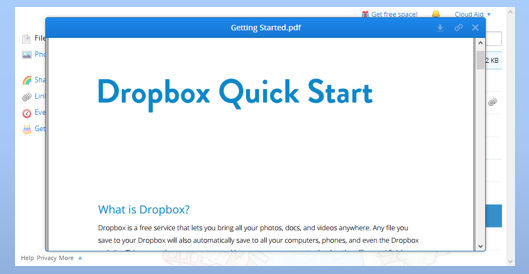 Get free space!
Cloud Aid
Getting Started.pdf
File
Pho
2 KB
Sha
Lin
Eve
Get
Dropbox Quick Start
What is Dropbox?
Dropbox is a free service that lets you bring all your photos, docs, and videos anywhere. Any file you
save to your Dropbox will also automatically save to all your computers, phones, and even the Dropbox
Help Privacy More